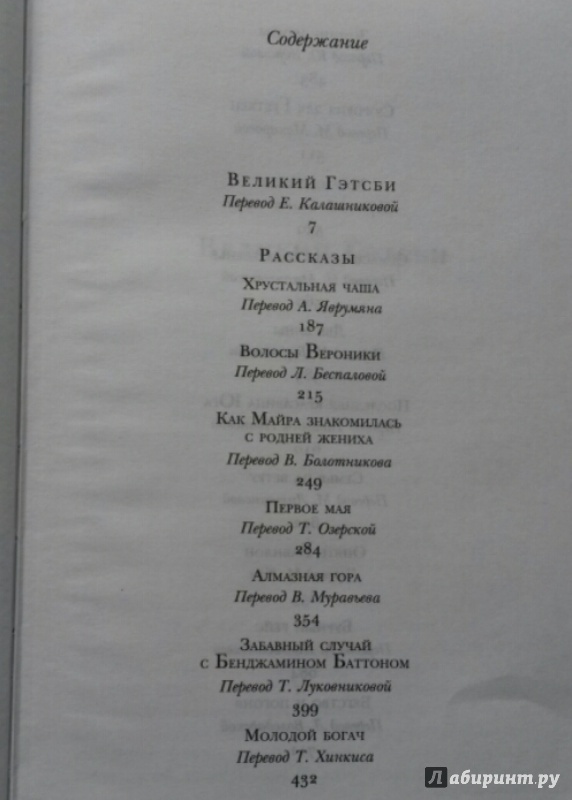 Содержание
Великий Гэтсби
Перевод Е. Калашниковой
7
Рассказы
Хрустальная чаша
Перевод А. Яврумяна
187
Волосы Вероники
Перевод Л. Беспаловой
215
Как Майра знакомилась
с родней жениха
Перевод В. Болотникова
249
Первое мая
Перевод Т. Озерской
284
Алмазная гора
Перевод В. Муравьева
354
Забавный случай
с Бенджамином Баттоном
Перевод Т. Луковниковой
399
Молодой богач
Перевод Т. Хинкиса
432
Лабиринт.ру